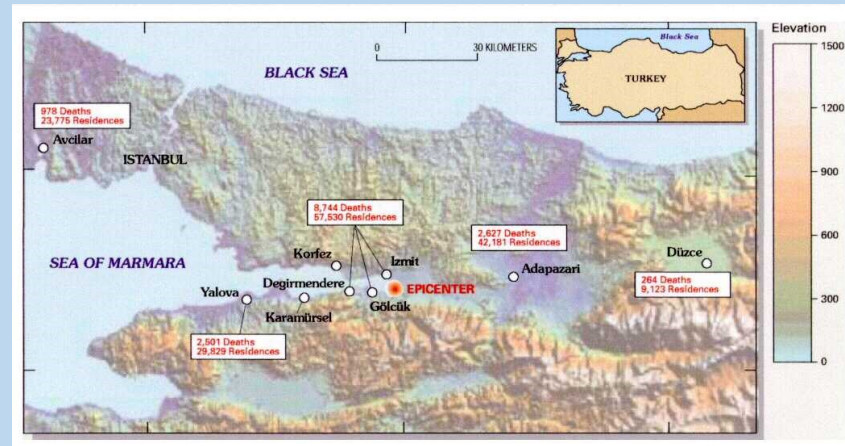 Elevation
1500
1200
900
600
300
0
0 30 KILOMETERS
Black Sea
TURKEY
BLACK SEA
978 Deaths
23,775 Residences
Avcilar
ISTANBUL
8,744 Deaths
57,530 Residences
2,627 Deaths
42,181 Residences
Korfez
Izmit
Düzce
SEA OF MARMARA
Adapazari
264 Deaths
9,123 Residences
Degirmendere
EPICENTER
Yalova
Gölcük
Karamürsel
2,501 Deaths
29,829 Residences